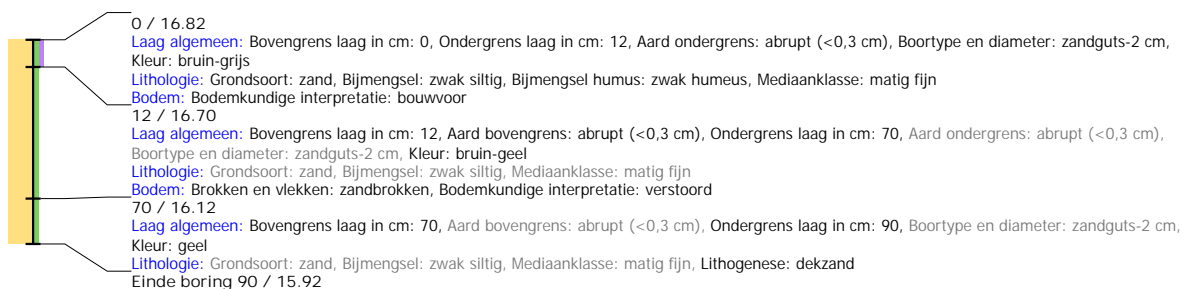 0 / 16.82
Laag algemeen: Bovengrens laag in cm: 0, Ondergrens laag in cm: 12, Aard ondergrens: abrupt (<0,3 cm), Boortype en diameter: zandguts-2 cm,
Kleur: bruin-grijs
Lithologie: Grondsoort: zand, Bijmengsel: zwak siltig, Bijmengsel humus: zwak humeus, Mediaanklasse: matig fijn
Bodem: Bodemkundige interpretatie: bouwvoor
12 / 16.70
Laag algemeen: Bovengrens laag in cm: 12, Aard bovengrens: abrupt (<0,3 cm), Ondergrens laag in cm: 70, Aard ondergrens: abrupt (<0,3 cm),
Boortype en diameter: zandguts-2 cm, Kleur: bruin-geel
Lithologie: Grondsoort: zand, Bijmengsel: zwak siltig, Mediaanklasse: matig fijn
Bodem: Brokken en vlekken: zandbrokken, Bodemkundige interpretatie: verstoord
70 / 16.12
Laag algemeen: Bovengrens laag in cm: 70, Aard bovengrens: abrupt (<0,3 cm), Ondergrens laag in cm: 90, Boortype en diameter: zandguts-2 cm,
Kleur: geel
Lithologie: Grondsoort: zand, Bijmengsel: zwak siltig, Mediaanklasse: matig fijn, Lithogenese: dekzand
Einde boring 90 / 15.92